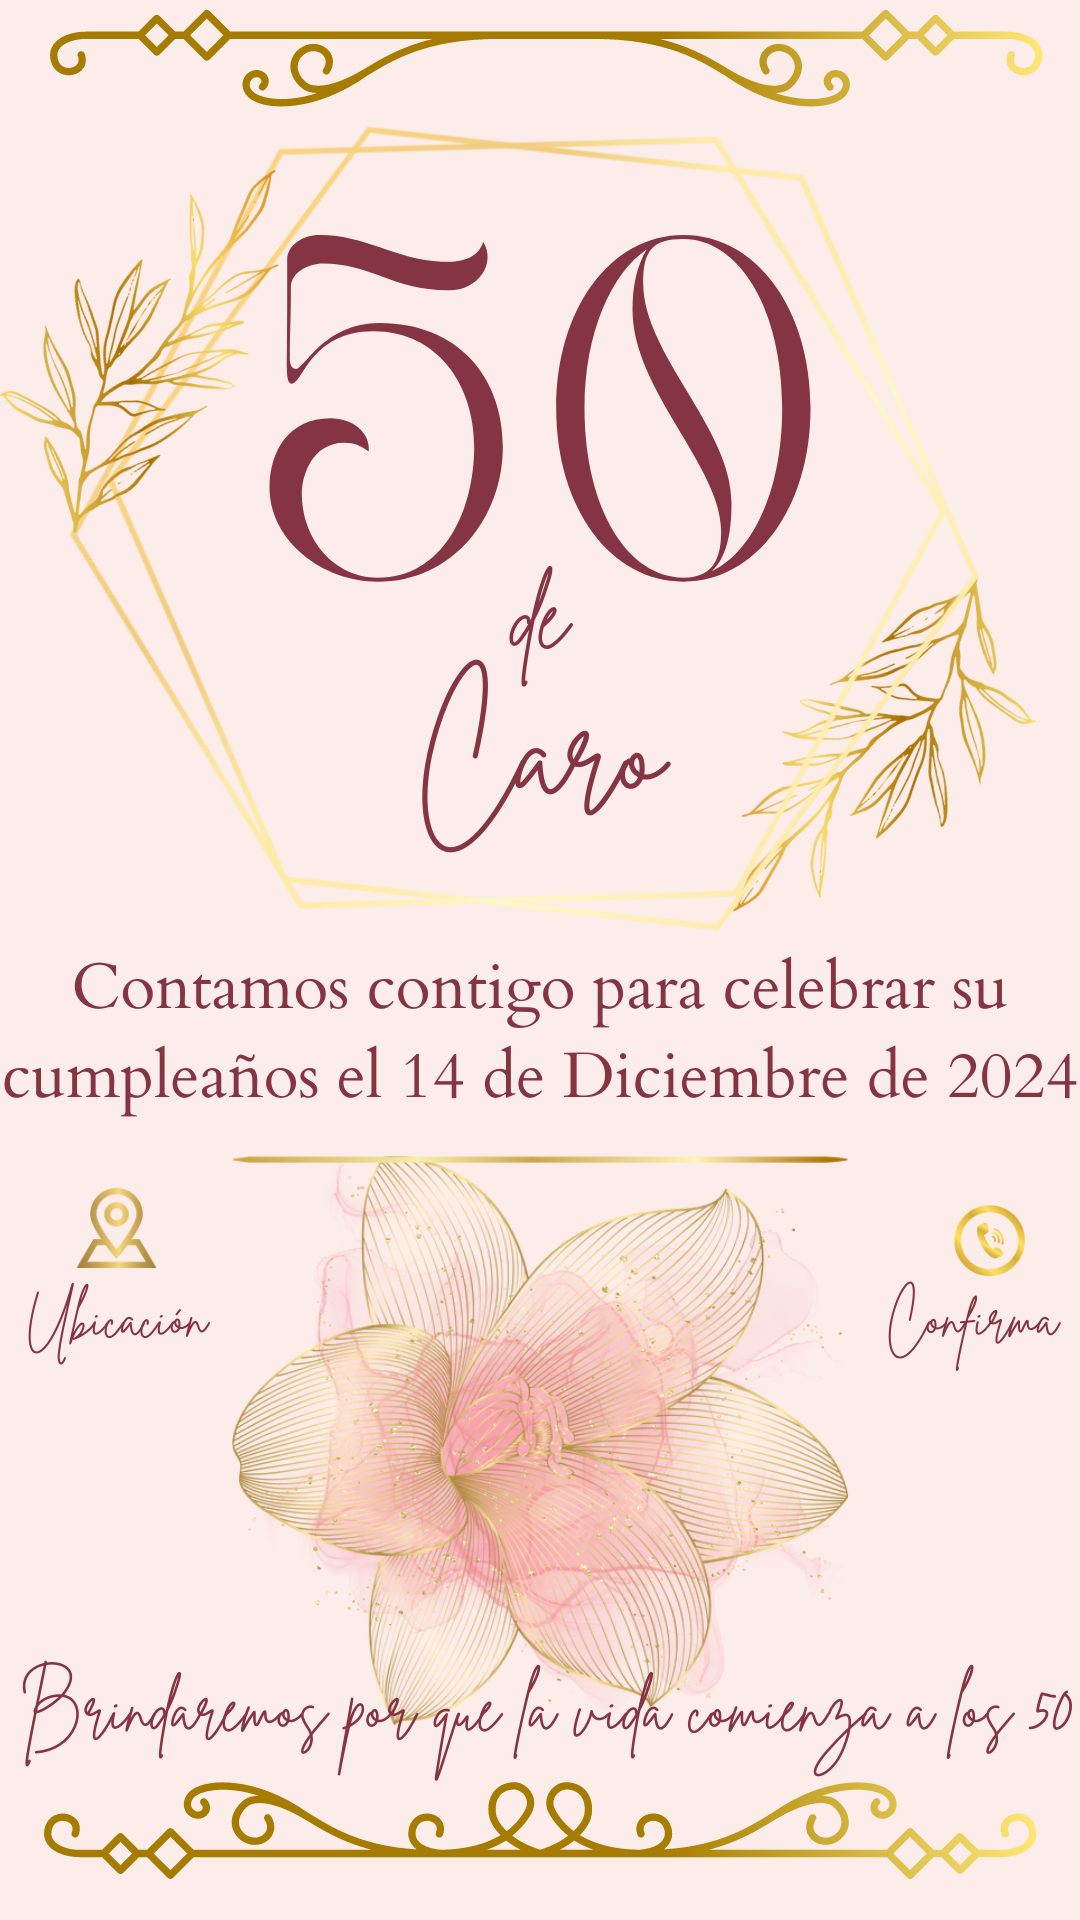 50
de
Caro
Contamos contigo para celebrar su
cumpleaños el 14 de Diciembre de 2024
Ubicación
Confirma
Brindaremos por que la vida comienza a los 50